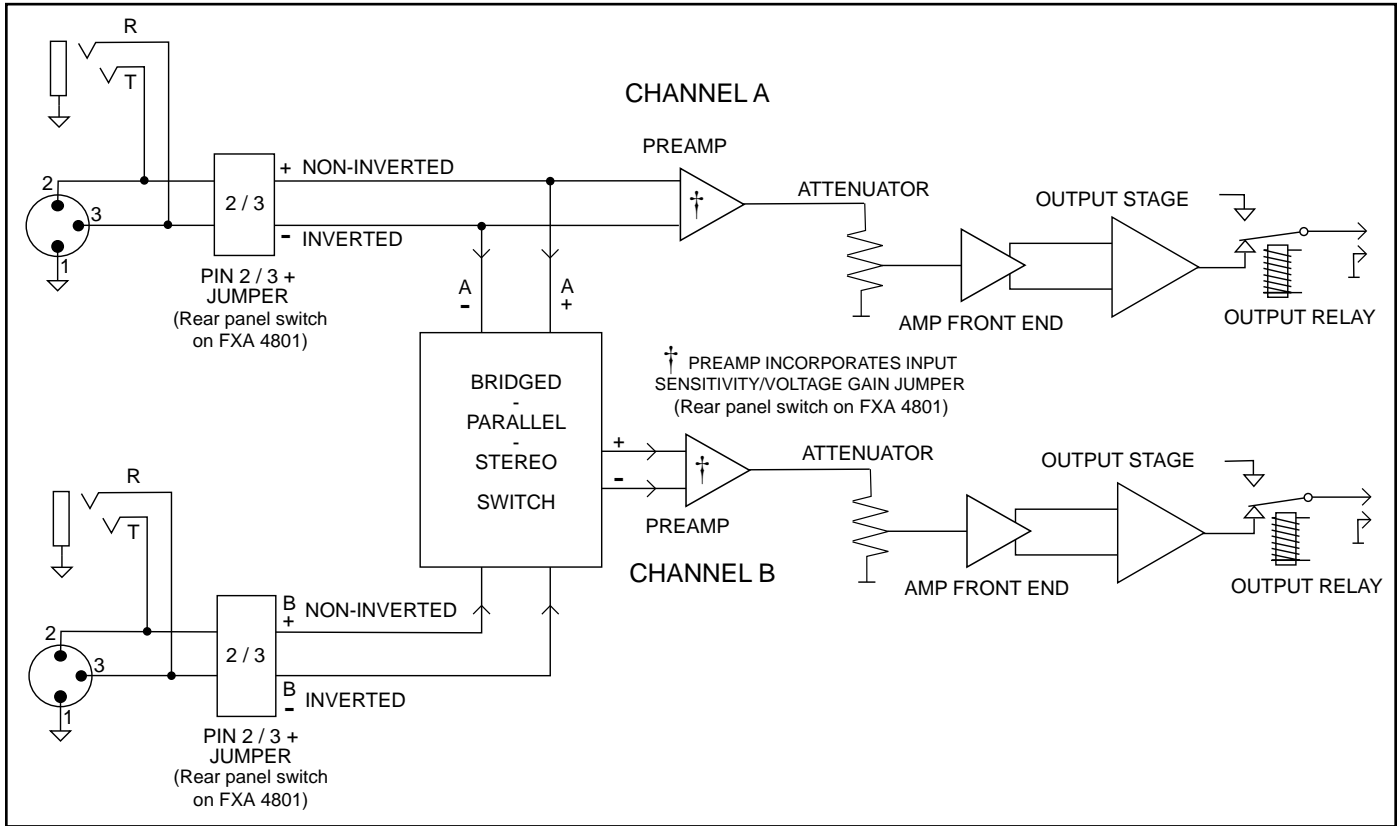 R
T
CHANNEL A
PREAMP
2
3
1
2 / 3
+ NON-INVERTED
- INVERTED
†
ATTENUATOR
OUTPUT STAGE
PIN 2 / 3 +
JUMPER
(Rear panel switch
on FXA 4801)
A
-
A
+
AMP FRONT END
OUTPUT RELAY
† PREAMP INCORPORATES INPUT
SENSITIVITY/VOLTAGE GAIN JUMPER
(Rear panel switch on FXA 4801)
BRIDGED
-
PARALLEL
-
STEREO
SWITCH
+
-
†
PREAMP
ATTENUATOR
OUTPUT STAGE
CHANNEL B
AMP FRONT END
OUTPUT RELAY
R
T
2
3
1
2 / 3
B
+ NON-INVERTED
B
- INVERTED
PIN 2 / 3 +
JUMPER
(Rear panel switch
on FXA 4801)